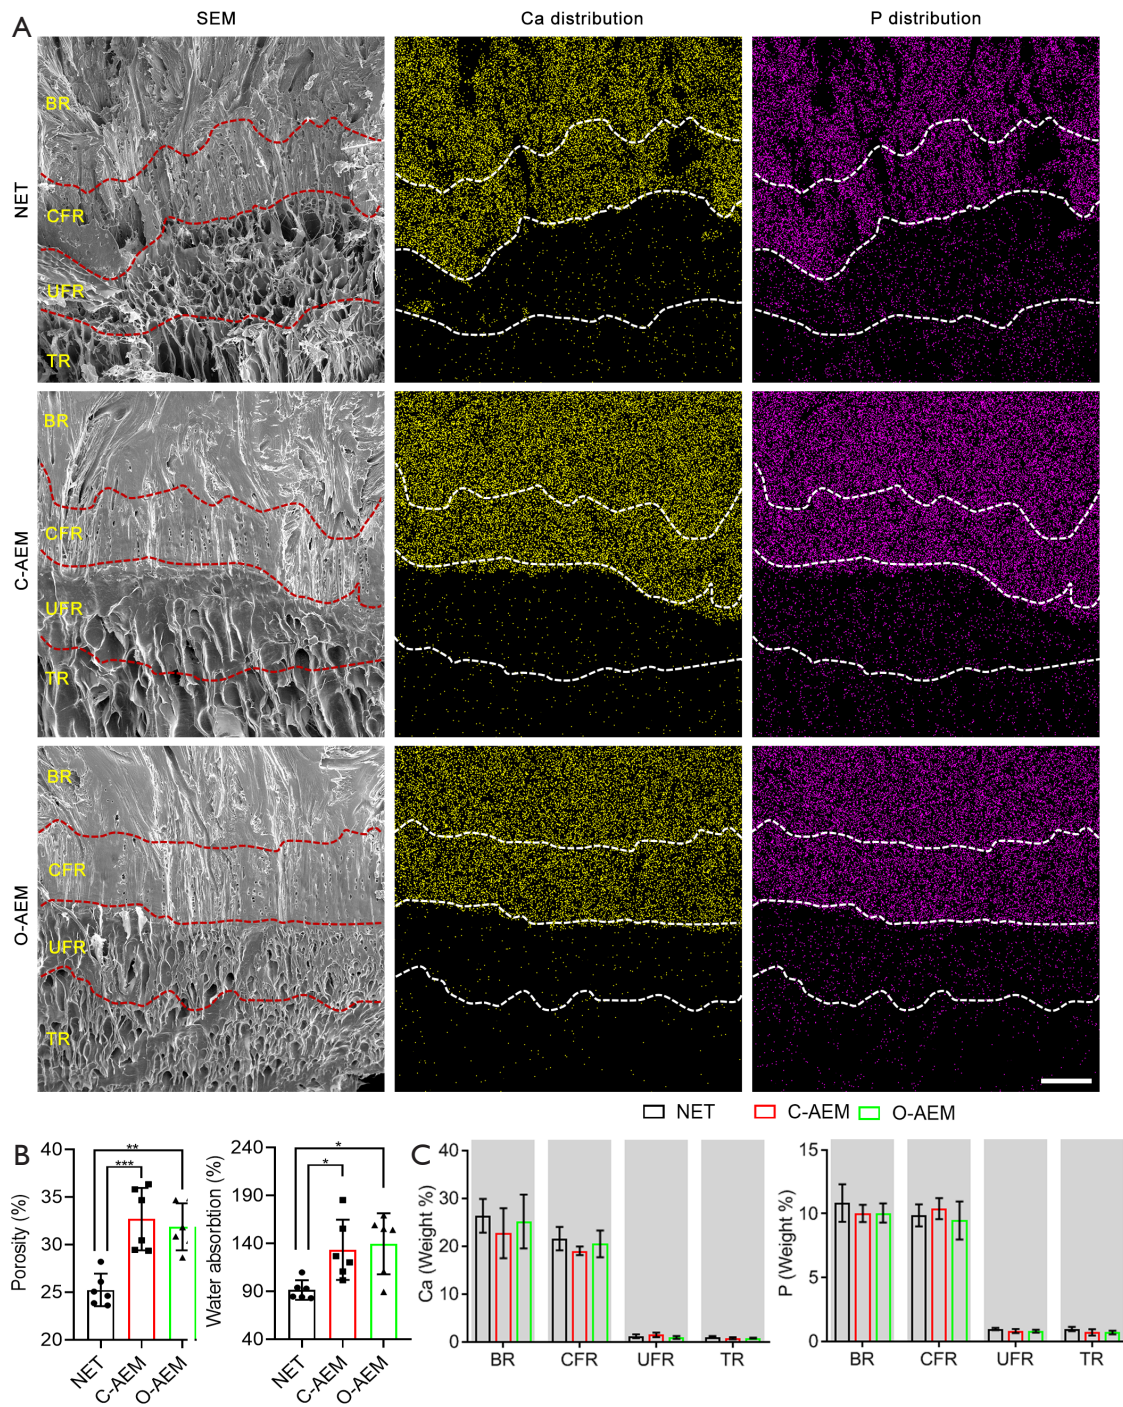 A
SEM
Ca distribution
P distribution
NET
BR
CFR
UFR
TR
C-AEM
BR
CFR
UFR
TR
O-AEM
BR
CFR
UFR
TR
NET
C-AEM
O-AEM
B
Porosity (%)
40
35
30
25
20
**
***
NET
C-AEM
O-AEM
Water absorbtion (%)
240
190
140
90
40
*
*
NET
C-AEM
O-AEM
C
Ca (Weight %)
40
30
20
10
0
BR
CFR
UFR
TR
P (Weight %)
15
10
5
0
BR
CFR
UFR
TR